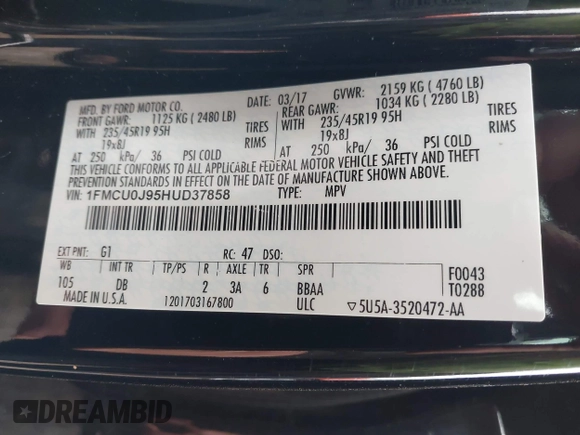 MFD. BY FORD MOTOR CO. DATE: 03/17 GVWR: 2159 KG ( 4760 LB)
FRONT GAWR: 1125 KG ( 2480 LB) REAR GAWR: 1034 KG ( 2280 LB)
WITH 235/45R19 95H TIRES WITH 235/45R19 95H TIRES
19x8J RIMS 19x8J RIMS
AT 250 kPa/ 36 PSI COLD AT 250 kPa/ 36 PSI COLD
THIS VEHICLE CONFORMS TO ALL APPLICABLE FEDERAL MOTOR VEHICLE SAFETY AND THEFT
PREVENTION STANDARDS IN EFFECT ON THE DATE OF MANUFACTURE SHOWN ABOVE.
VIN: 1FMCU0J95HUD37858 TYPE: MPV
EXT PNT: G1 RC: 47 DSO:
WB INT TR TP/PS R AXLE TR SPR F0043
105 DB 2 3A 6 BBAA T0288
MADE IN U.S.A. 1201703167800 ULC ▽5U5A-3520472-AA
DREAMBID